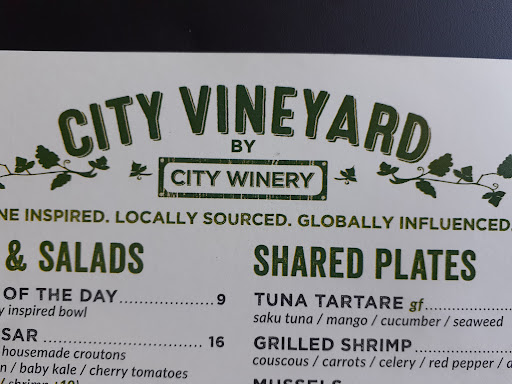 CITY VINEYARD
BY
CITY WINERY
INSPIRED. LOCALLY SOURCED. GLOBALLY INFLUENCED.
& SALADS
OF THE DAY 9
inspired bowl
16
housemade croutons
/ baby kale / cherry tomatoes
SHARED PLATES
TUNA TARTARE gf
saku tuna / mango / cucumber / seaweed
GRILLED SHRIMP
couscous / carrots / celery / red pepper /
MUSSELS